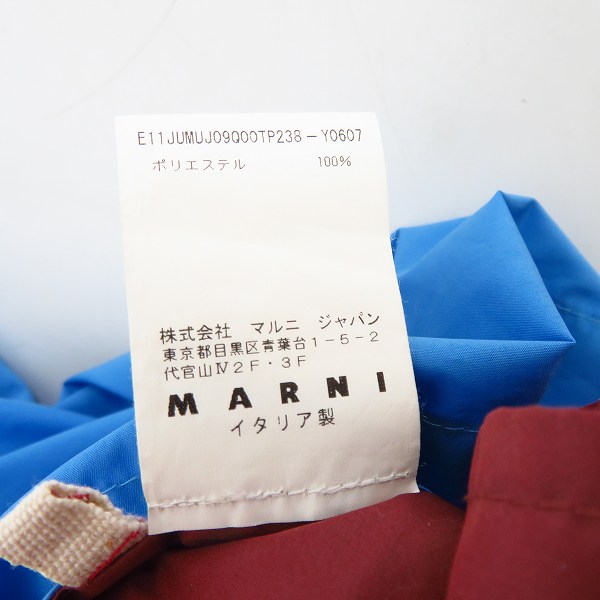 E11JUMUJ09Q00TP238－Y0607
ポリエステル 100%
株式会社 マルニ ジャパン
東京都目黒区青葉台１－５－２
代官山Ⅳ２F・３F
MARNI
イタリア製